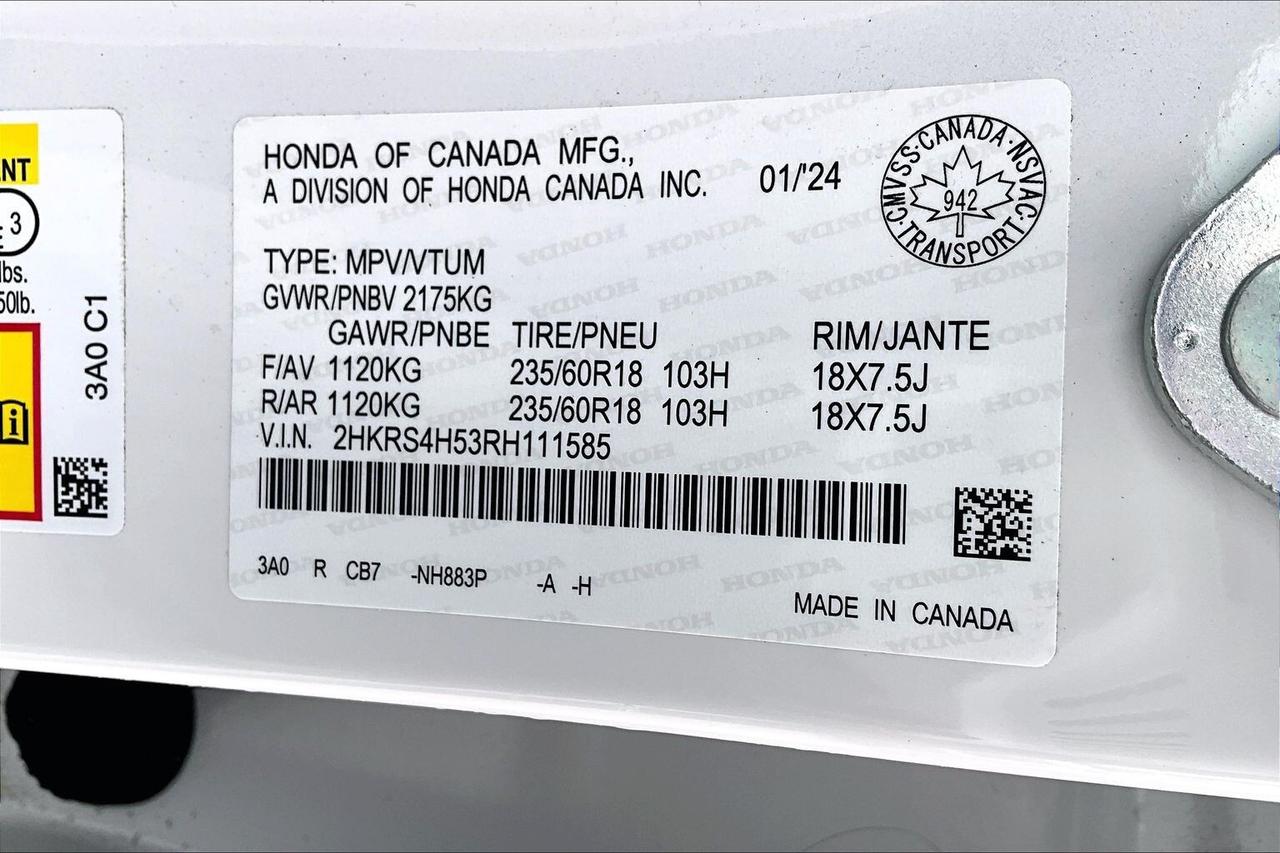 NT
3
lbs.
50lb.
3A0 C1
i
HONDA OF CANADA MFG.,
A DIVISION OF HONDA CANADA INC.
01/'24
CMVSS·CANADA·NSVAC
942
·TRANSPORT·
TYPE: MPV/VTUM
GVWR/PNBV 2175KG
GAWR/PNBE TIRE/PNEU RIM/JANTE
F/AV 1120KG 235/60R18 103H 18X7.5J
R/AR 1120KG 235/60R18 103H 18X7.5J
V.I.N. 2HKRS4H53RH111585
3A0 R CB7 -NH883P -A -H
MADE IN CANADA
HONDA